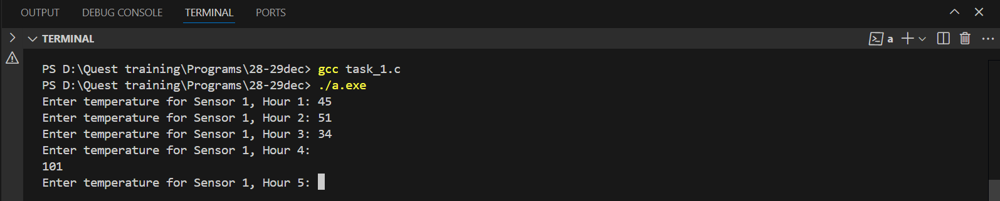 OUTPUT DEBUG CONSOLE TERMINAL PORTS
TERMINAL a
PS D:\Quest training\Programs\28-29dec> gcc task_1.c
PS D:\Quest training\Programs\28-29dec> ./a.exe
Enter temperature for Sensor 1, Hour 1: 45
Enter temperature for Sensor 1, Hour 2: 51
Enter temperature for Sensor 1, Hour 3: 34
Enter temperature for Sensor 1, Hour 4:
101
Enter temperature for Sensor 1, Hour 5: